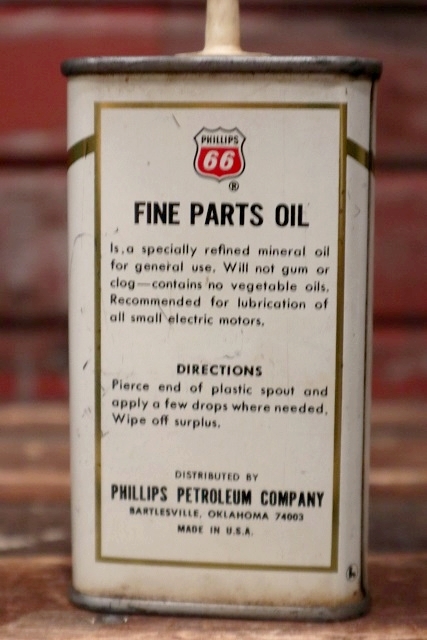 PHILLIPS
66
®
FINE PARTS OIL
Is a specially refined mineral oil
for general use. Will not gum or
clog—contains no vegetable oils.
Recommended for lubrication of
all small electric motors.
DIRECTIONS
Pierce end of plastic spout and
apply a few drops where needed.
Wipe off surplus.
DISTRIBUTED BY
PHILLIPS PETROLEUM COMPANY
BARTLESVILLE, OKLAHOMA 74003
MADE IN U.S.A.